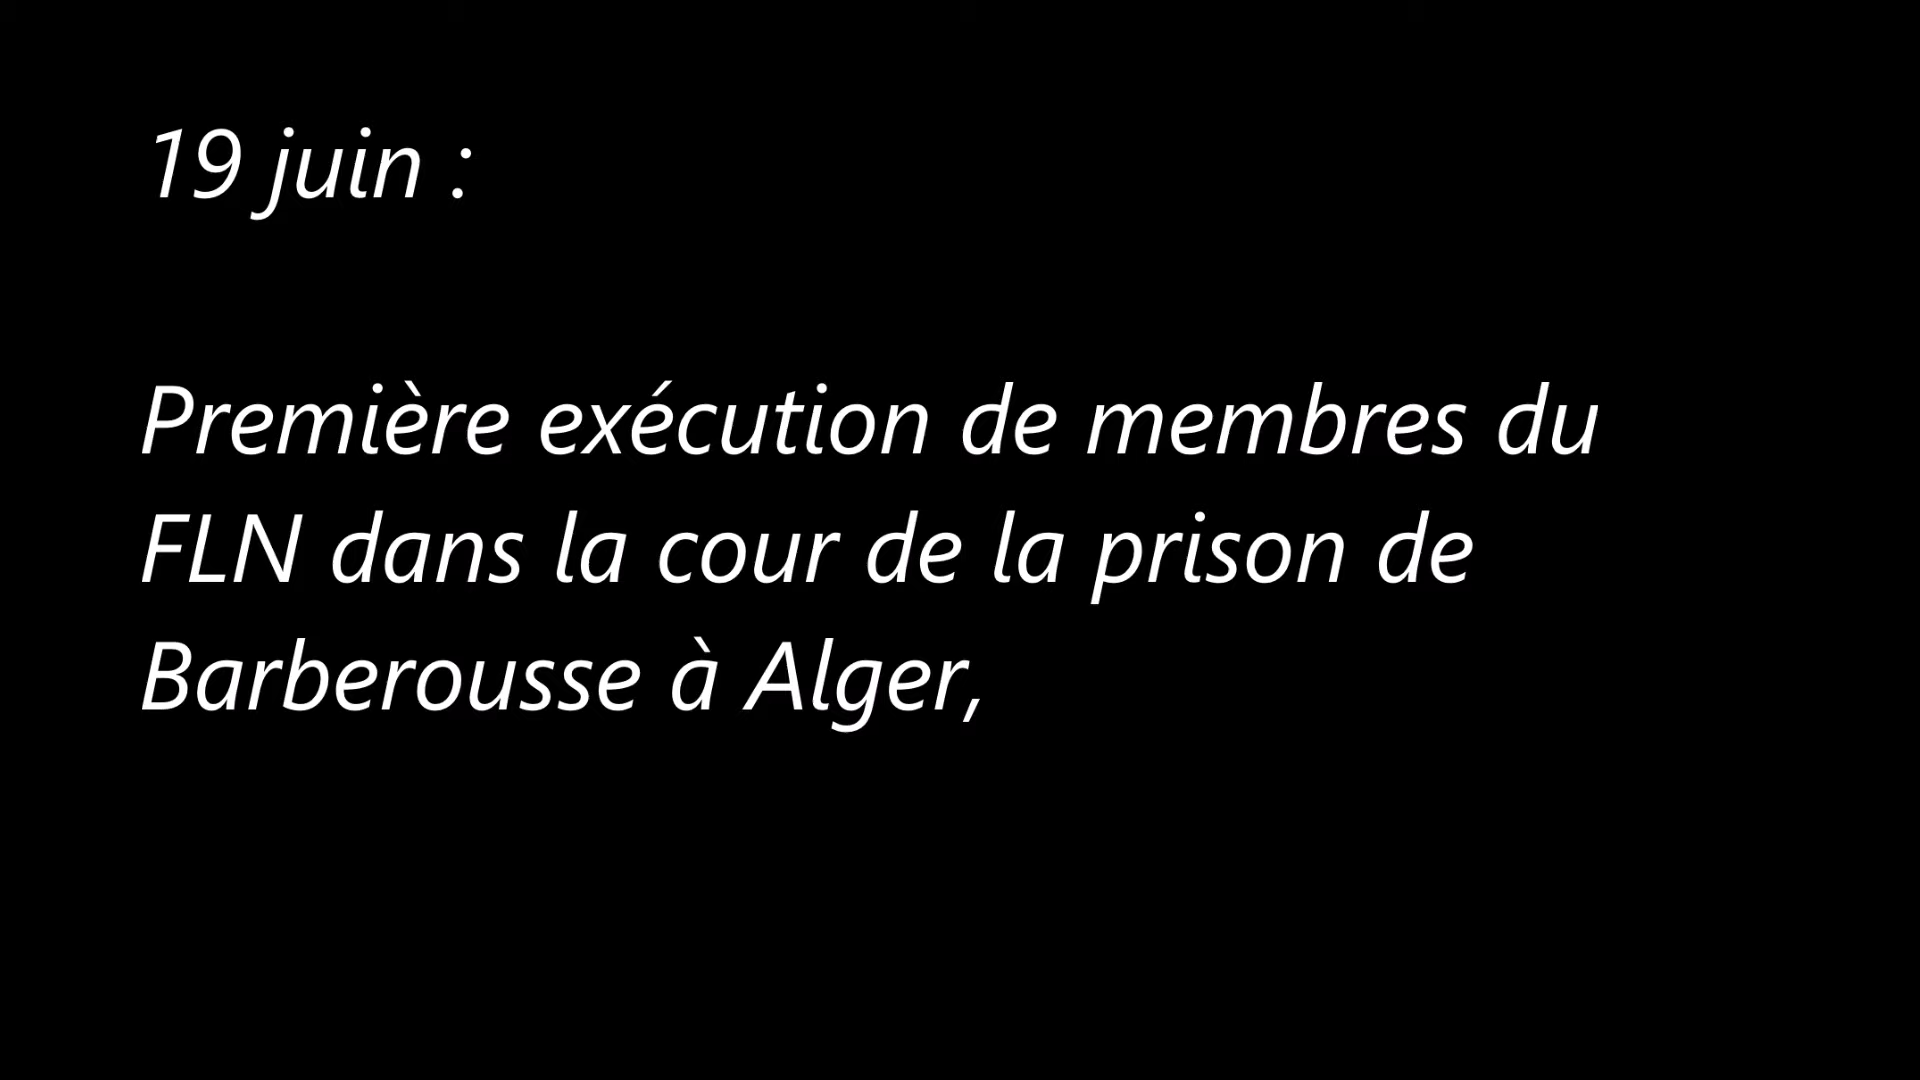 19 juin :
Première exécution de membres du
FLN dans la cour de la prison de
Barberousse à Alger,